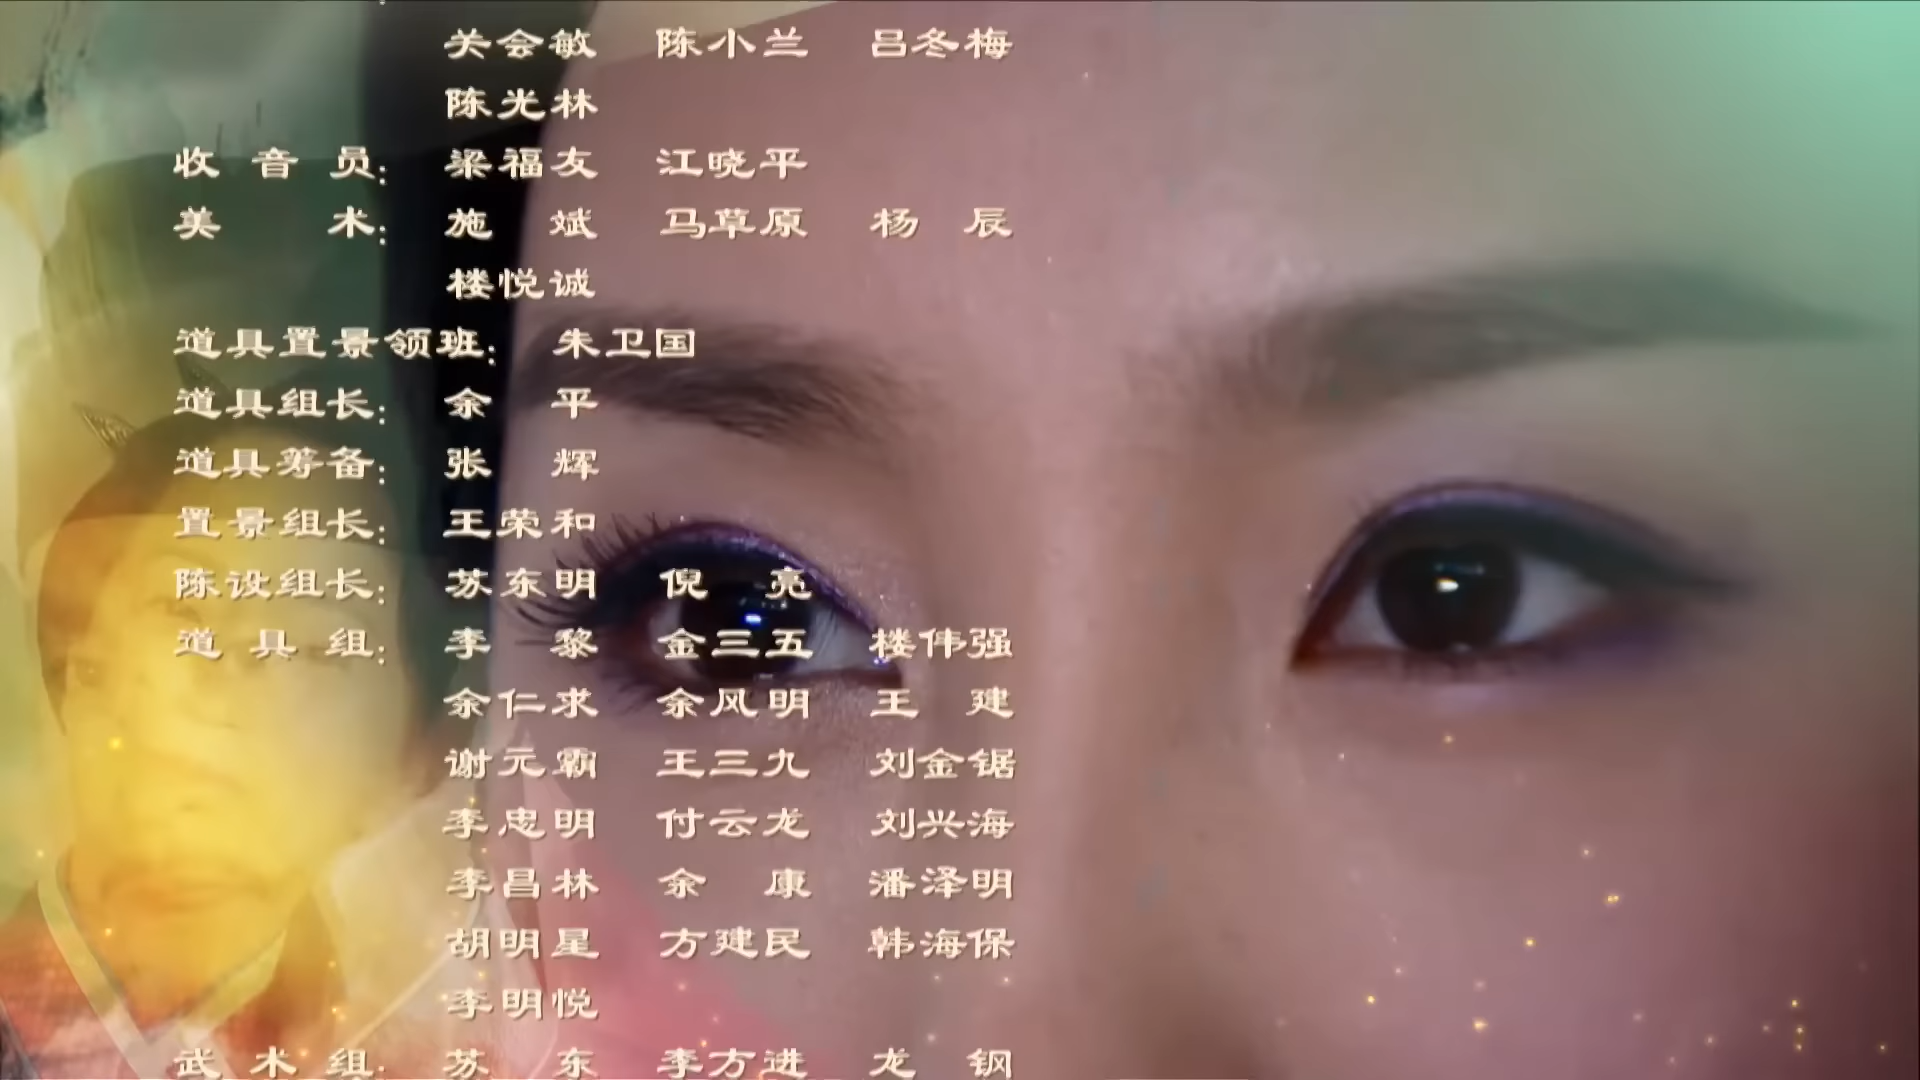 关会敏 陈小兰 吕冬梅
陈光林
收音员: 梁福友 江晓平
美术: 施斌 马草原 杨辰
楼悦诚
道具置景领班: 朱卫国
道具组长: 余平
道具筹备: 张辉
置景组长: 王荣和
陈设组长: 苏东明 倪亮
道具组: 李黎 金三五 楼伟强
余仁求 余风明 王建
谢元霸 王三九 刘金锯
李忠明 付云龙 刘兴海
李昌林 余康 潘泽明
胡明星 方建民 韩海保
李明悦
武术组: 苏东 李方进 龙钢